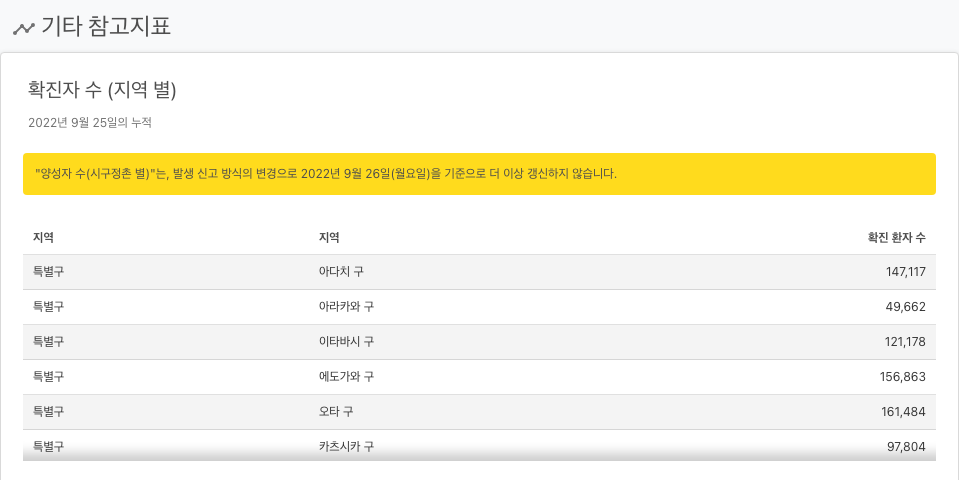 기타 참고지표
확진자 수 (지역 별)
2022년 9월 25일의 누적
"양성자 수(시구정촌 별)"는, 발생 신고 방식의 변경으로 2022년 9월 26일(월요일)을 기준으로 더 이상 갱신하지 않습니다.
지역 지역 확진 환자 수
특별구 아다치 구 147,117
특별구 아라카와 구 49,662
특별구 이타바시 구 121,178
특별구 에도가와 구 156,863
특별구 오타 구 161,484
특별구 카츠시카 구 97,804